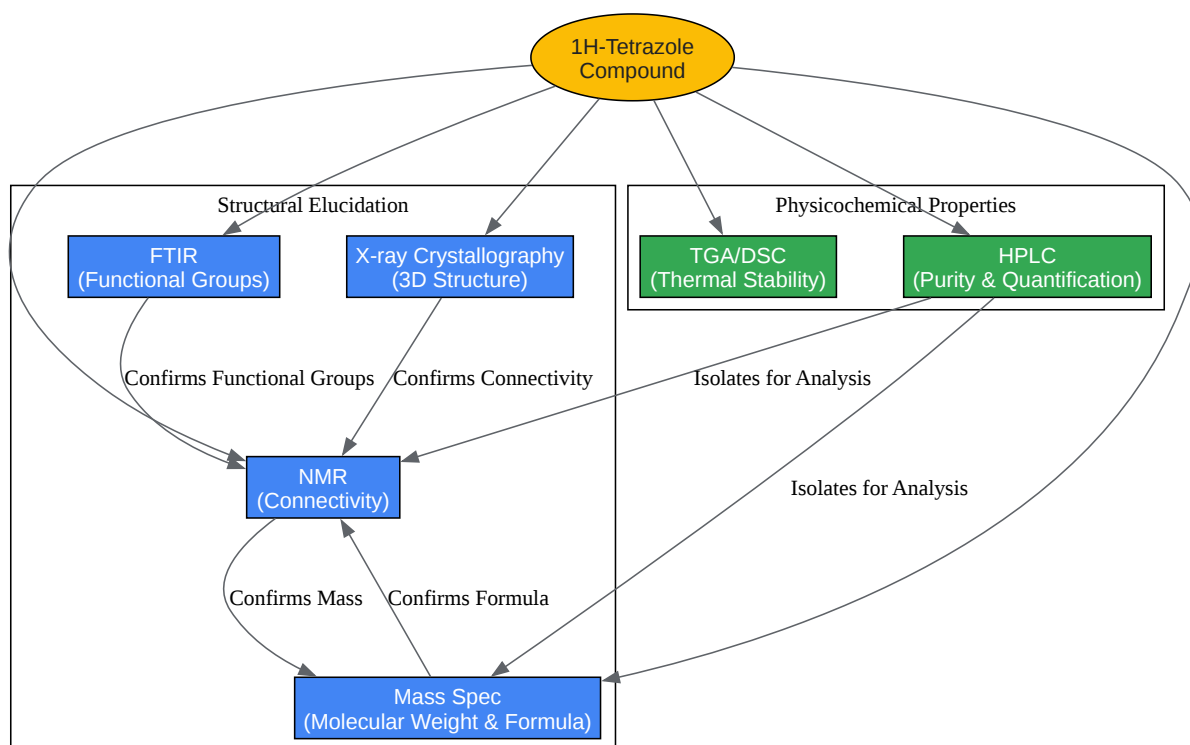 1H-Tetrazole
Compound
Structural Elucidation
Physicochemical Properties
FTIR
(Functional Groups)
X-ray Crystallography
(3D Structure)
TGA/DSC
(Thermal Stability)
HPLC
(Purity & Quantification)
Confirms Functional Groups
Confirms Connectivity
Isolates for Analysis
NMR
(Connectivity)
Isolates for Analysis
Confirms Mass
Confirms Formula
Mass Spec
(Molecular Weight & Formula)